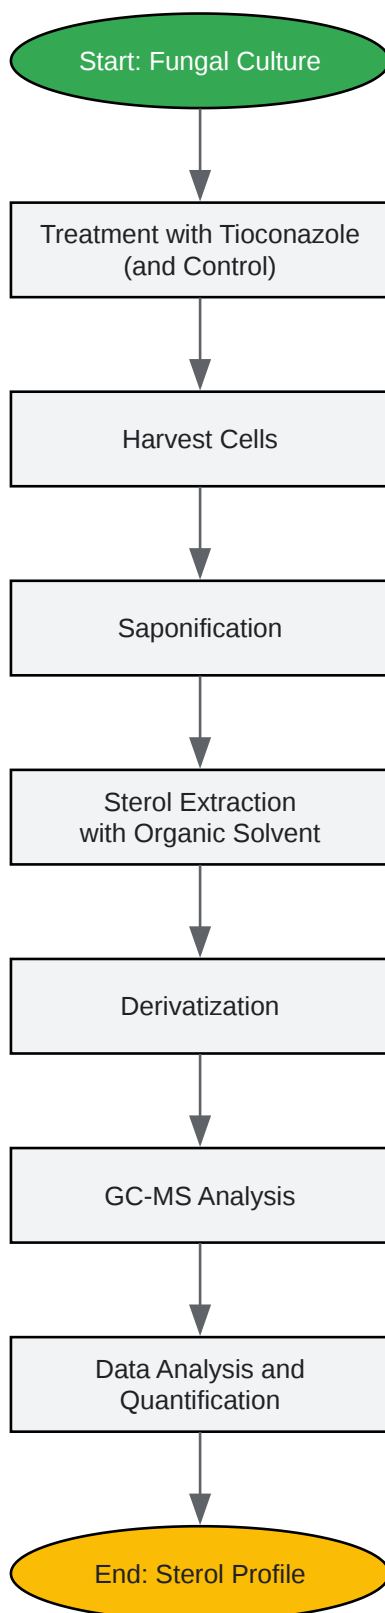 Start: Fungal Culture
Treatment with Tioconazole
(and Control)
Harvest Cells
Saponification
Sterol Extraction
with Organic Solvent
Derivatization
GC-MS Analysis
Data Analysis and
Quantification
End: Sterol Profile